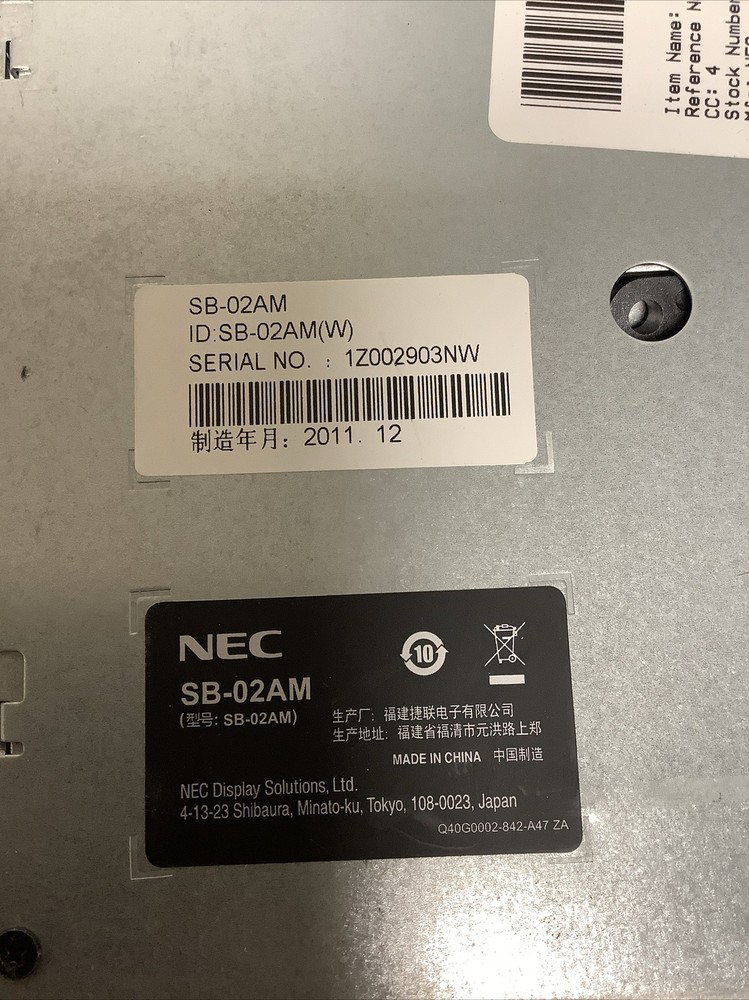 Item Name:
Reference N
CC: 4
Stock Number
SB-02AM
ID:SB-02AM(W)
SERIAL NO. : 1Z002903NW
制造年月: 2011. 12
NEC
10
SB-02AM
(型号: SB-02AM)
生产厂: 福建捷联电子有限公司
生产地址: 福建省福清市元洪路上郑
MADE IN CHINA 中国制造
NEC Display Solutions, Ltd.
4-13-23 Shibaura, Minato-ku, Tokyo, 108-0023, Japan
Q40G0002-842-A47 ZA